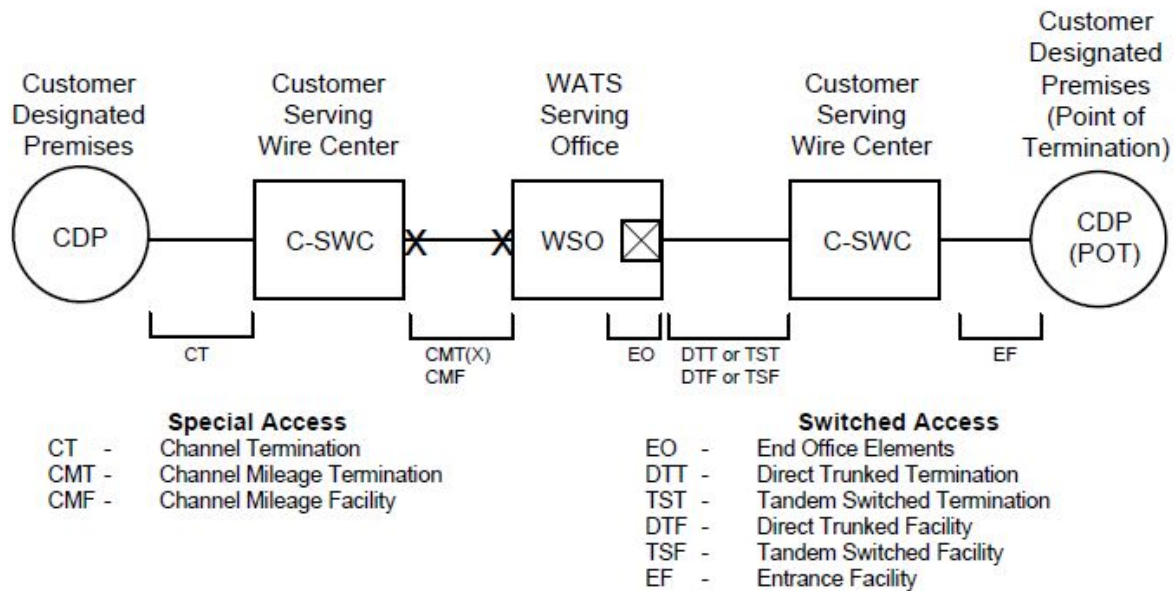 Customer
Designated
Premises
Customer
Serving
Wire Center
WATS
Serving
Office
Customer
Serving
Wire Center
Customer
Designated
Premises
(Point of
Termination)
CDP
C-SWC
X
X
WSO
C-SWC
CDP
(POT)
CT
CMT(X)
CMF
EO
DTT or TST
DTF or TSF
EF
Special Access
CT - Channel Termination
CMT - Channel Mileage Termination
CMF - Channel Mileage Facility
Switched Access
EO - End Office Elements
DTT - Direct Trunked Termination
TST - Tandem Switched Termination
DTF - Direct Trunked Facility
TSF - Tandem Switched Facility
EF - Entrance Facility